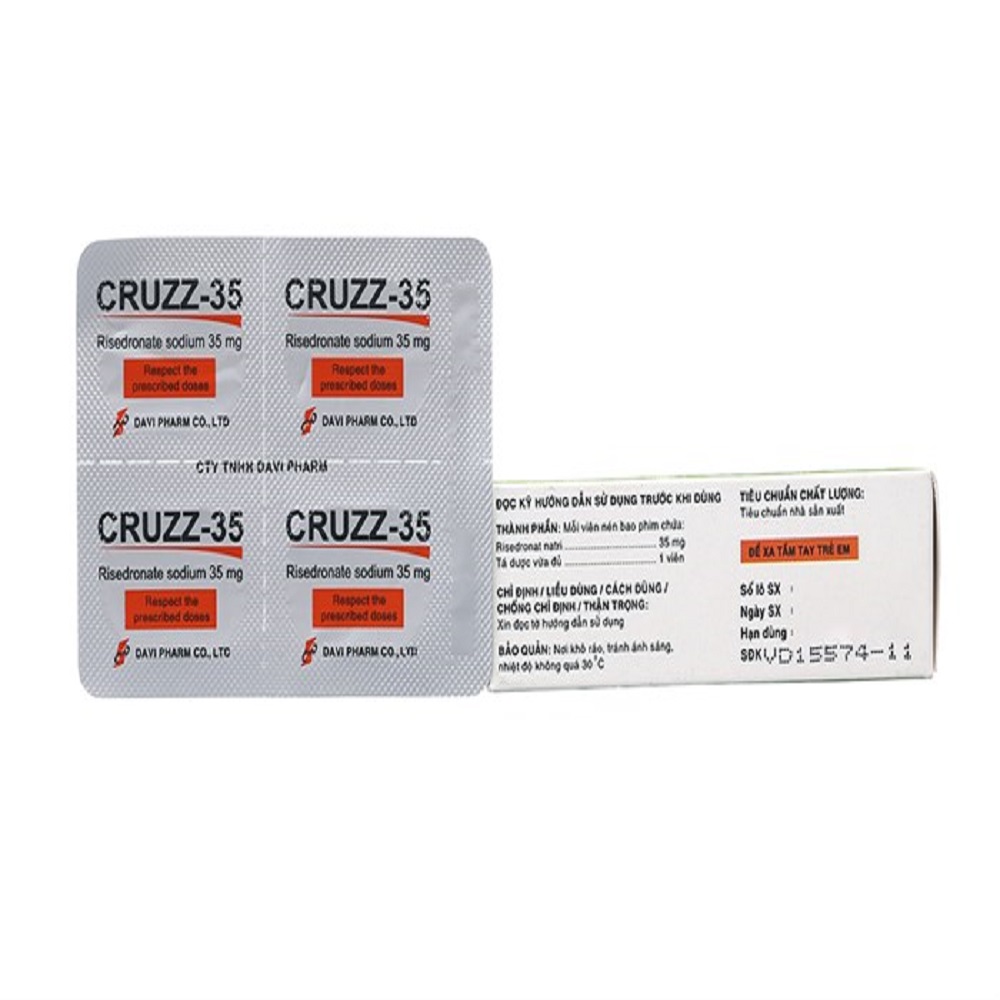 CRUZZ-35
Risedronate sodium 35 mg
Respect the
prescribed doses
DAVI PHARM CO., LTD
CRUZZ-35
Risedronate sodium 35 mg
Respect the
prescribed doses
DAVI PHARM CO., LTD
CTY TNHH DAVI PHARM
CRUZZ-35
Risedronate sodium 35 mg
Respect the
prescribed doses
DAVI PHARM CO., LTD
CRUZZ-35
Risedronate sodium 35 mg
Respect the
prescribed doses
DAVI PHARM CO., LTD
ĐỌC KỸ HƯỚNG DẪN SỬ DỤNG TRƯỚC KHI DÙNG
THÀNH PHẦN: Mỗi viên nén bao phim chứa:
Risedronat natri ........................ 35 mg
Tá dược vừa đủ ........................ 1 viên
CHỈ ĐỊNH / LIỀU DÙNG / CÁCH DÙNG /
CHỐNG CHỈ ĐỊNH / THẬN TRỌNG:
Xin đọc tờ hướng dẫn sử dụng
BẢO QUẢN: Nơi khô ráo, tránh ánh sáng,
nhiệt độ không quá 30°C
TIÊU CHUẨN CHẤT LƯỢNG:
Tiêu chuẩn nhà sản xuất
ĐỂ XA TẦM TAY TRẺ EM
Số lô SX :
Ngày SX :
Hạn dùng :
SĐK VD15574-11